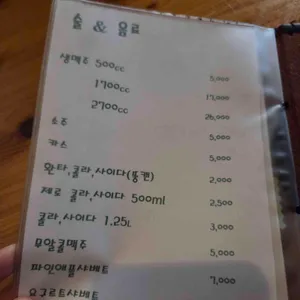 술 & 음료
생맥주 500cc 5,000
1700cc 17,000
2700cc 26,000
소주 5,000
카스 5,000
환타,콜라,사이다(뚱캔) 2,000
제로 콜라,사이다 500ml 2,500
콜라,사이다 1.25L 3,000
무알콜맥주 5,000
파인애플샤베트 7,000
요구르트샤베트